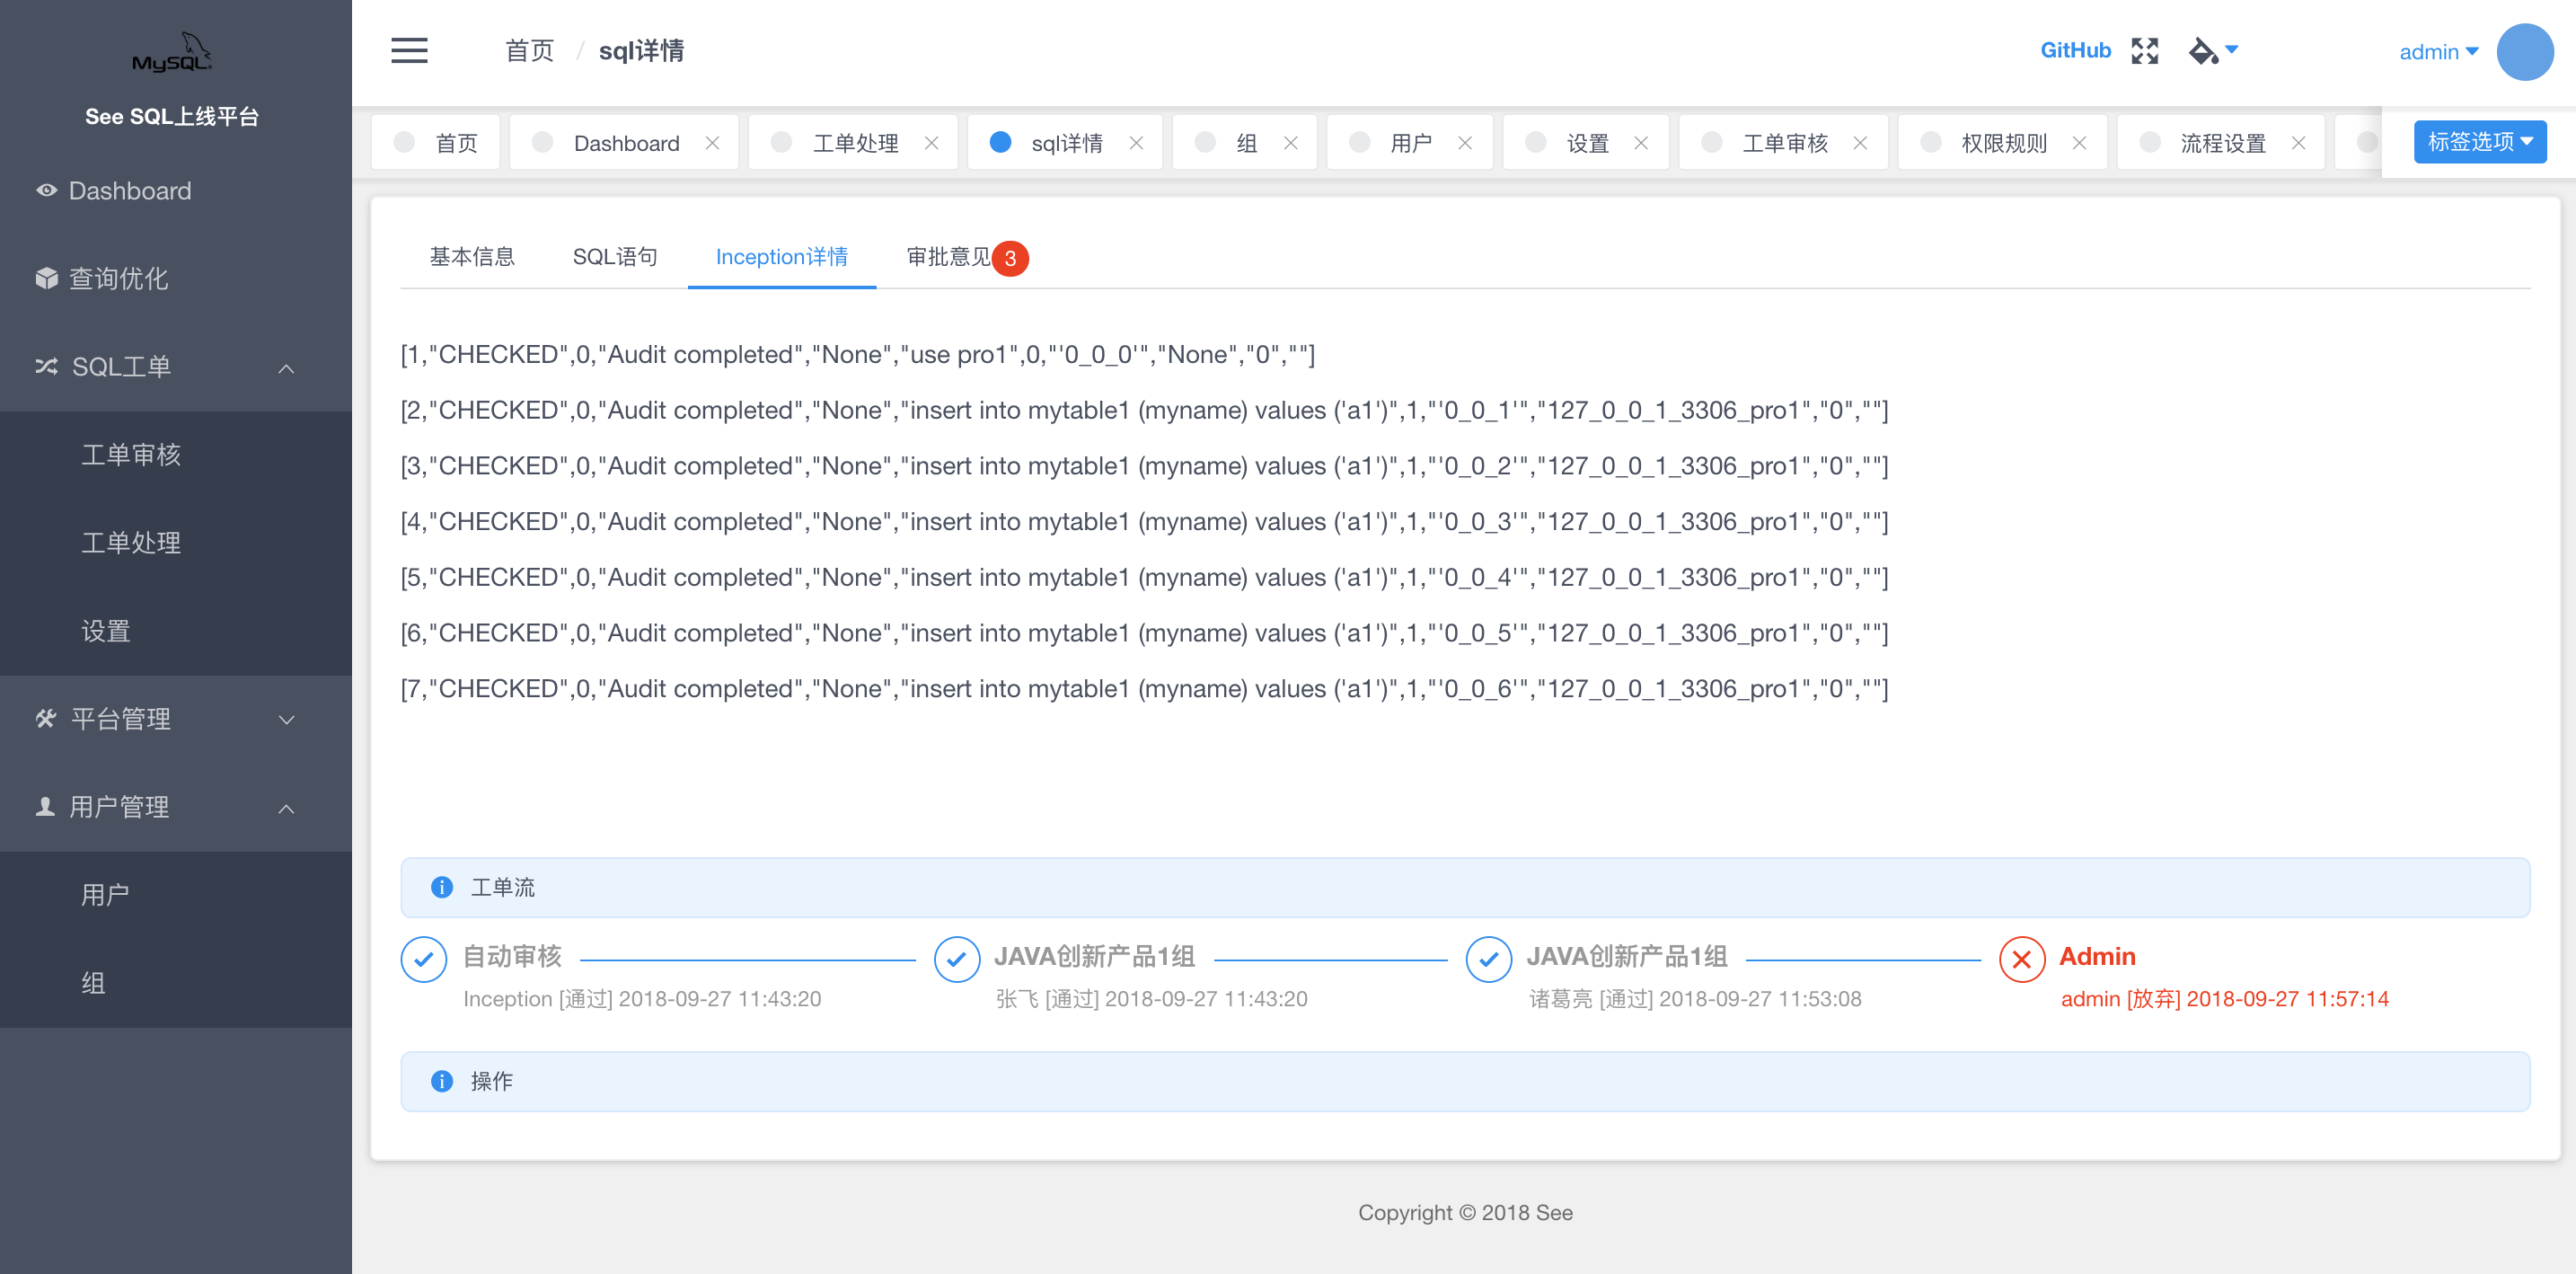 MySQL
See SQL上线平台
Dashboard
查询优化
SQL工单
工单审核
工单处理
设置
平台管理
用户管理
用户
组
首页 / sql详情
GitHub
admin
首页
Dashboard
工单处理
sql详情
组
用户
设置
工单审核
权限规则
流程设置
标签选项
基本信息
SQL语句
Inception详情
审批意见 3
[1,"CHECKED",0,"Audit completed","None","use pro1",0,"'0_0_0'","None","0",""]
[2,"CHECKED",0,"Audit completed","None","insert into mytable1 (myname) values ('a1')",1,"'0_0_1'","127_0_0_1_3306_pro1","0",""]
[3,"CHECKED",0,"Audit completed","None","insert into mytable1 (myname) values ('a1')",1,"'0_0_2'","127_0_0_1_3306_pro1","0",""]
[4,"CHECKED",0,"Audit completed","None","insert into mytable1 (myname) values ('a1')",1,"'0_0_3'","127_0_0_1_3306_pro1","0",""]
[5,"CHECKED",0,"Audit completed","None","insert into mytable1 (myname) values ('a1')",1,"'0_0_4'","127_0_0_1_3306_pro1","0",""]
[6,"CHECKED",0,"Audit completed","None","insert into mytable1 (myname) values ('a1')",1,"'0_0_5'","127_0_0_1_3306_pro1","0",""]
[7,"CHECKED",0,"Audit completed","None","insert into mytable1 (myname) values ('a1')",1,"'0_0_6'","127_0_0_1_3306_pro1","0",""]
工单流
自动审核
Inception [通过] 2018-09-27 11:43:20
JAVA创新产品1组
张飞 [通过] 2018-09-27 11:43:20
JAVA创新产品1组
诸葛亮 [通过] 2018-09-27 11:53:08
Admin
admin [放弃] 2018-09-27 11:57:14
操作
Copyright © 2018 See